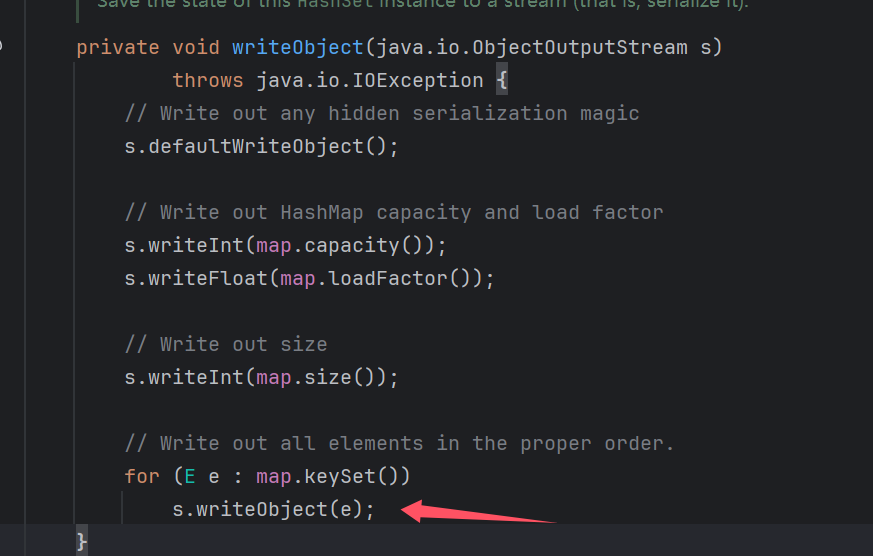 Save the state of this HashSet instance to a stream (that is, serialize it).
private void writeObject(java.io.ObjectOutputStream s)
throws java.io.IOException {
// Write out any hidden serialization magic
s.defaultWriteObject();
// Write out HashMap capacity and load factor
s.writeInt(map.capacity());
s.writeFloat(map.loadFactor());
// Write out size
s.writeInt(map.size());
// Write out all elements in the proper order.
for (E e : map.keySet())
s.writeObject(e);
}